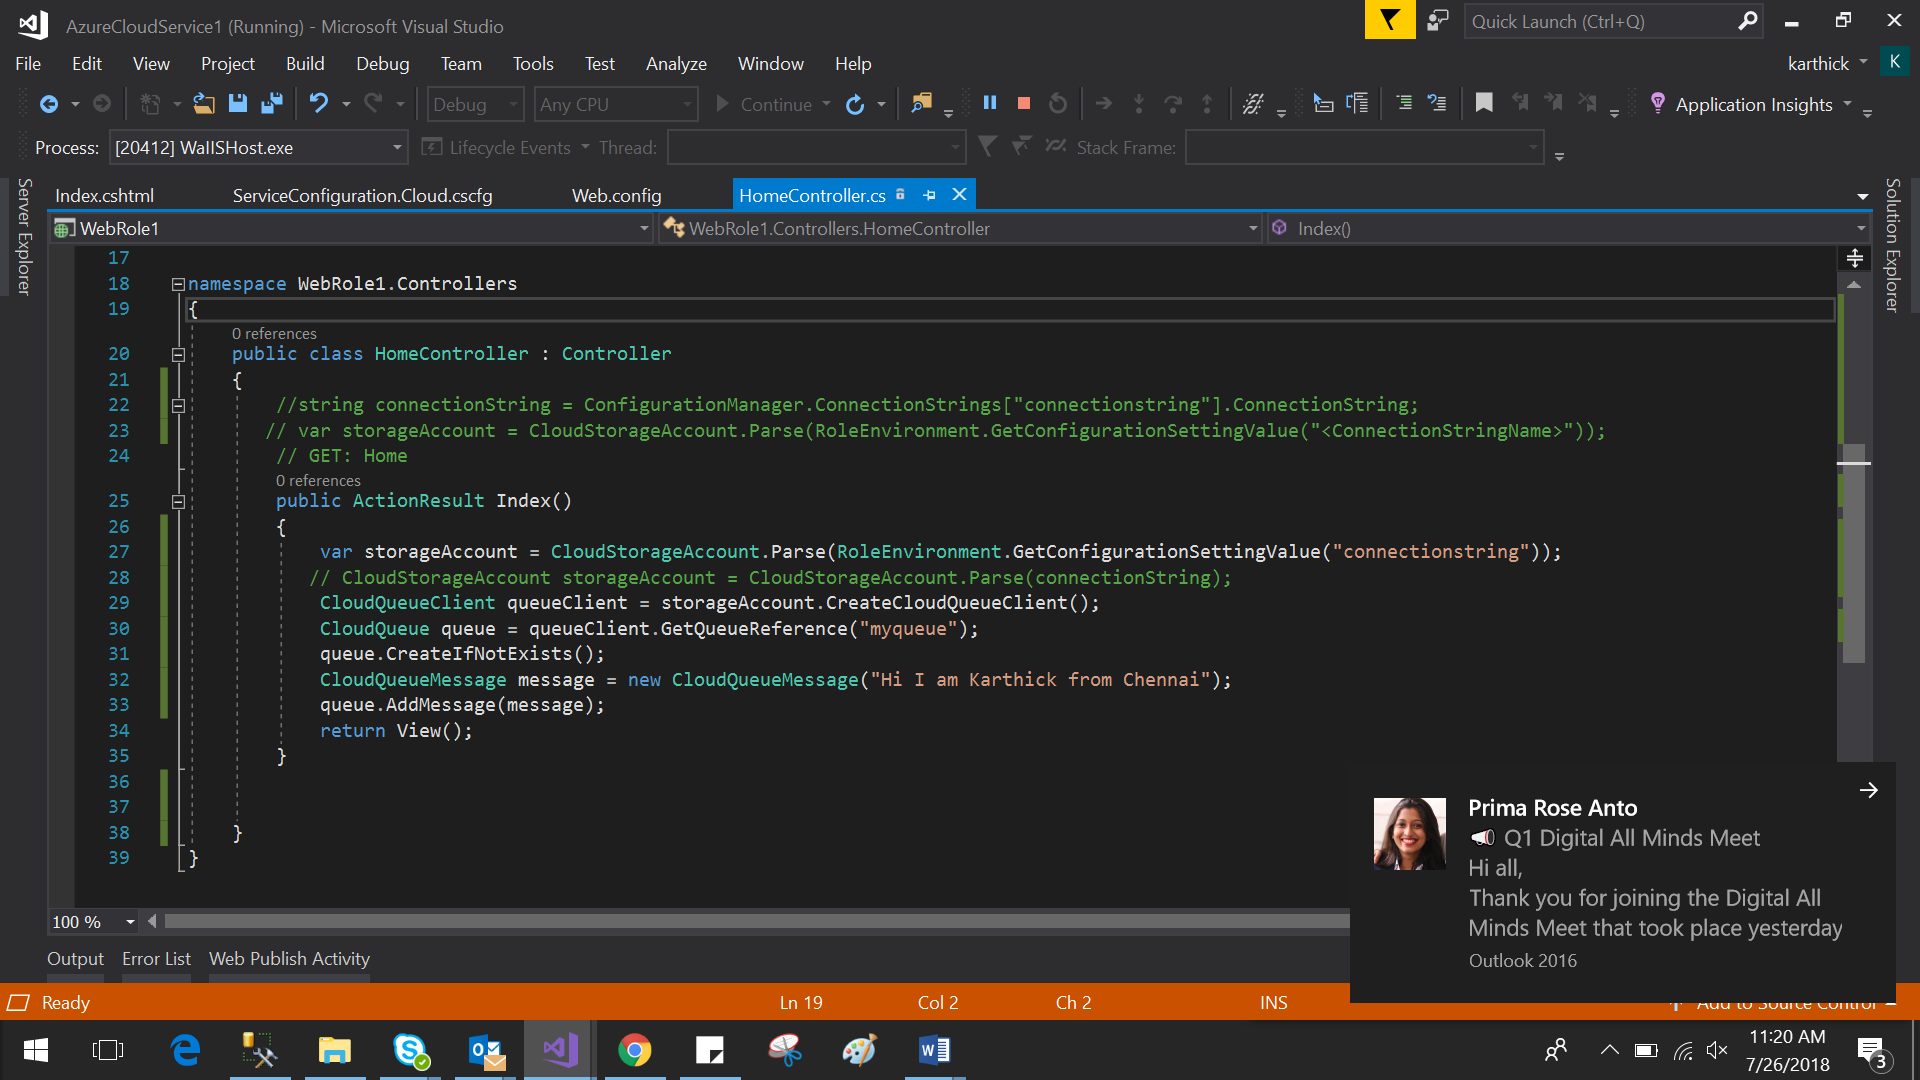 AzureCloudService1 (Running) - Microsoft Visual Studio
Quick Launch (Ctrl+Q)
File Edit View Project Build Debug Team Tools Test Analyze Window Help
karthick K
Debug Any CPU Continue Application Insights
Process: [20412] WaIISHost.exe Lifecycle Events Thread: Stack Frame:
Server Explorer
Solution Explorer
Index.cshtml ServiceConfiguration.Cloud.cscfg Web.config HomeController.cs
WebRole1 WebRole1.Controllers.HomeController Index()
17
18 namespace WebRole1.Controllers
19 {
0 references
20 public class HomeController : Controller
21 {
22 //string connectionString = ConfigurationManager.ConnectionStrings["connectionstring"].ConnectionString;
23 // var storageAccount = CloudStorageAccount.Parse(RoleEnvironment.GetConfigurationSettingValue("<ConnectionStringName>"));
24 // GET: Home
0 references
25 public ActionResult Index()
26 {
27 var storageAccount = CloudStorageAccount.Parse(RoleEnvironment.GetConfigurationSettingValue("connectionstring"));
28 // CloudStorageAccount storageAccount = CloudStorageAccount.Parse(connectionString);
29 CloudQueueClient queueClient = storageAccount.CreateCloudQueueClient();
30 CloudQueue queue = queueClient.GetQueueReference("myqueue");
31 queue.CreateIfNotExists();
32 CloudQueueMessage message = new CloudQueueMessage("Hi I am Karthick from Chennai");
33 queue.AddMessage(message);
34 return View();
35 }
36
37
38 }
39 }
Prima Rose Anto
Q1 Digital All Minds Meet
Hi all,
Thank you for joining the Digital All
Minds Meet that took place yesterday
Outlook 2016
100 %
Output Error List Web Publish Activity
Ready Ln 19 Col 2 Ch 2 INS Add to Source Control
11:20 AM
7/26/2018
3